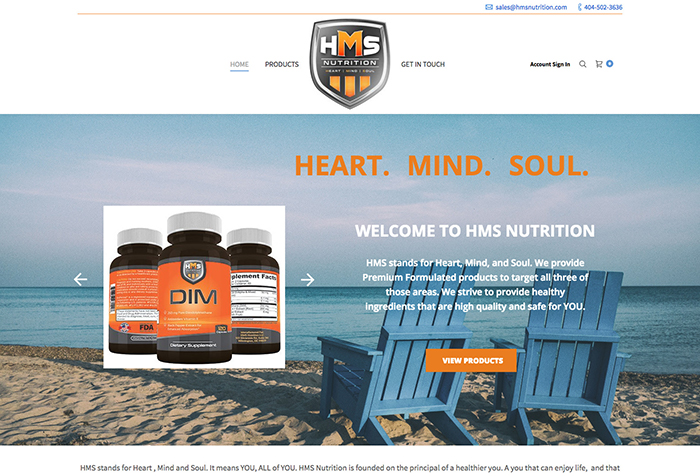 sales@hmsnutrition.com 404-502-3636
HOME PRODUCTS GET IN TOUCH Account Sign In 0
HMS
NUTRITION
HEART | MIND | SOUL
HEART. MIND. SOUL.
WELCOME TO HMS NUTRITION
HMS stands for Heart, Mind, and Soul. We provide
Premium Formulated products to target all three of
those areas. We strive to provide healthy
ingredients that are high quality and safe for YOU.
VIEW PRODUCTS
HMS
DIM
120
Dietary Supplement
FDA
plement Facts
HMS stands for Heart , Mind and Soul. It means YOU, ALL of YOU. HMS Nutrition is founded on the principal of a healthier you. A you that can enjoy life, and that